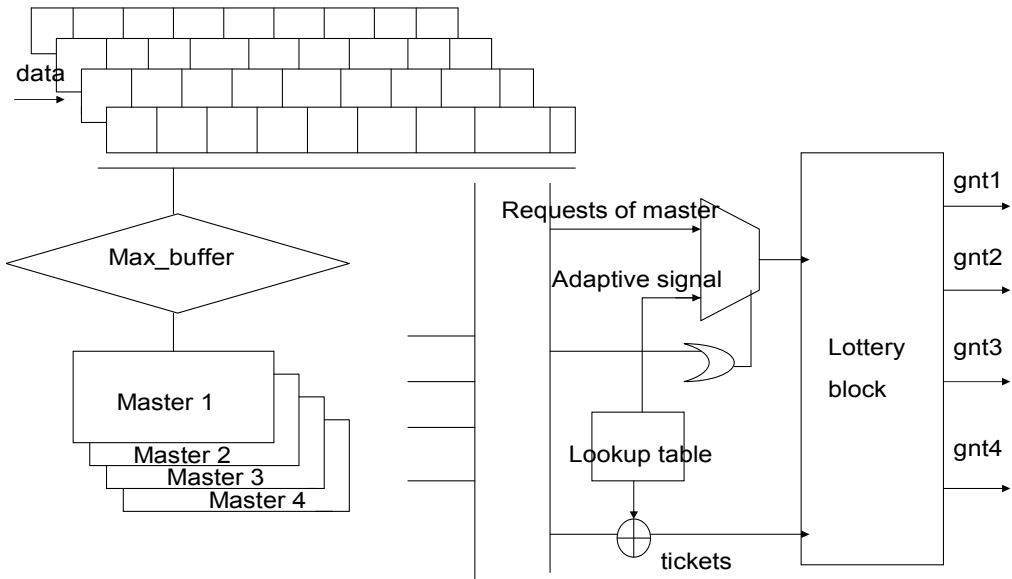 data
Max_buffer
Master 1
Master 2
Master 3
Master 4
Requests of master
Adaptive signal
Lookup table
tickets
Lottery
block
gnt1
gnt2
gnt3
gnt4